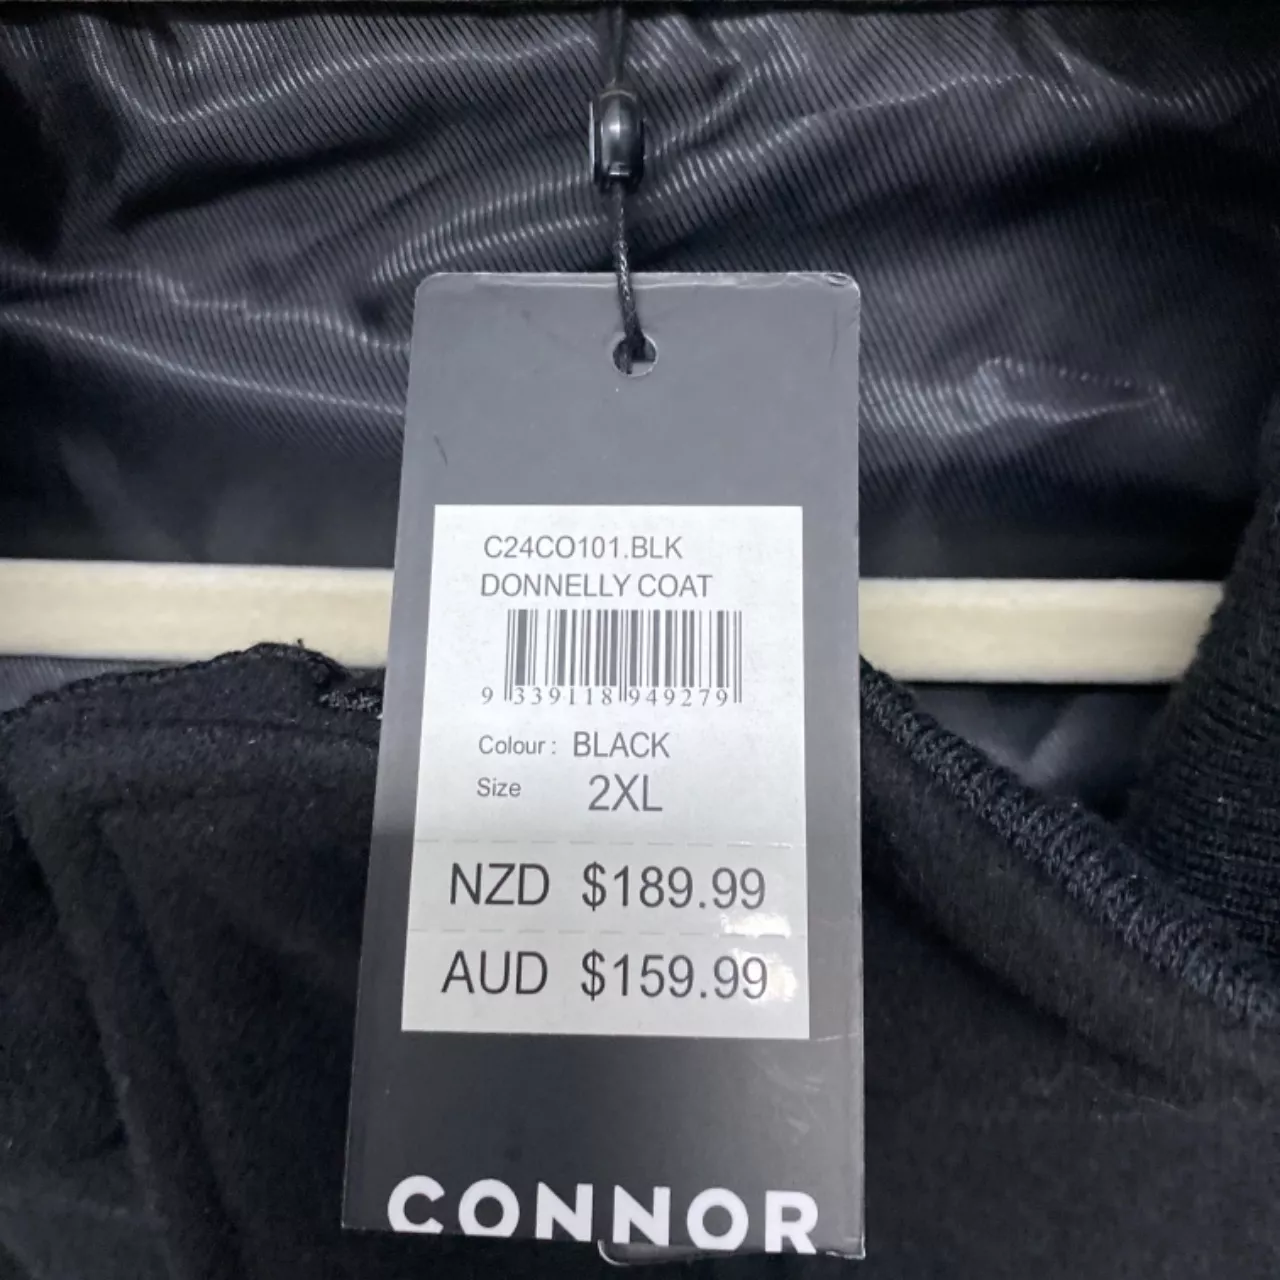 C24CO101.BLK
DONNELLY COAT
9 339118 949279
Colour : BLACK
Size 2XL
NZD $189.99
AUD $159.99
CONNOR